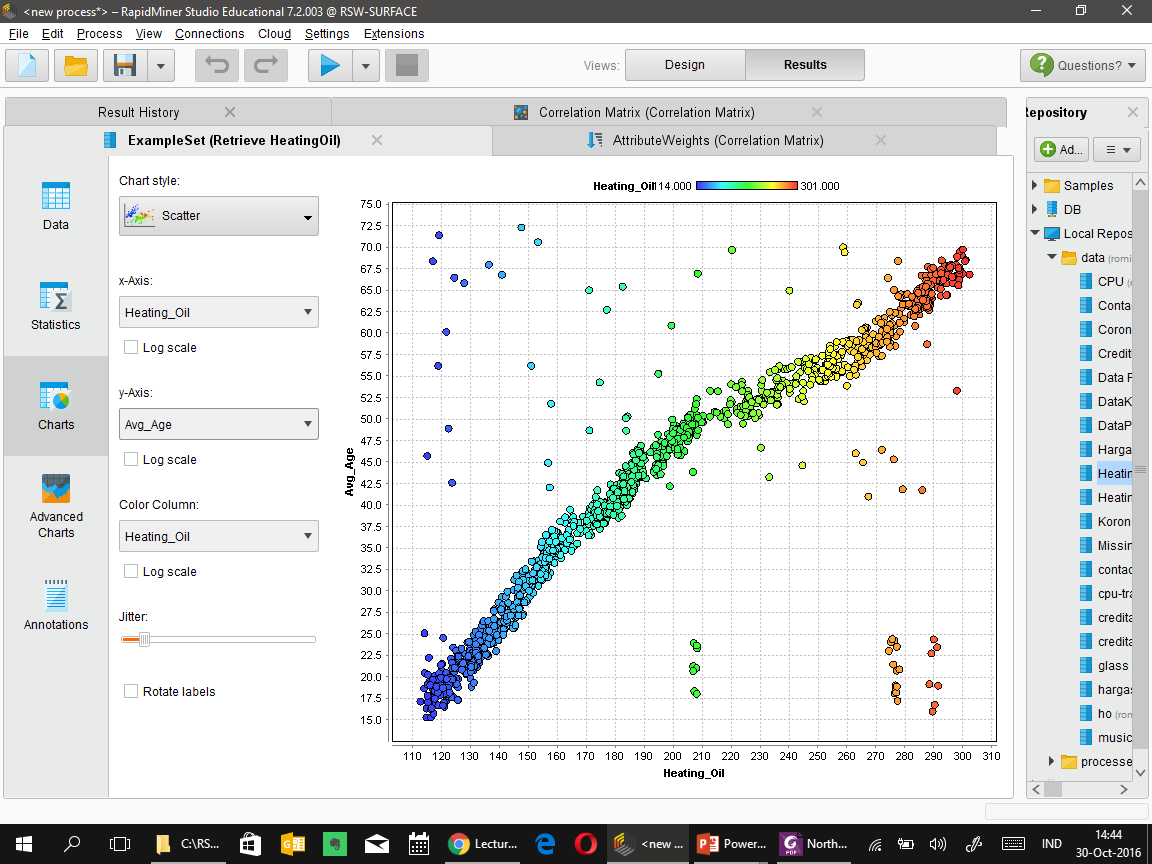 <new process*> – RapidMiner Studio Educational 7.2.003 @ RSW-SURFACE
File Edit Process View Connections Cloud Settings Extensions
Views: Design Results Questions?
Result History Correlation Matrix (Correlation Matrix) Repository
ExampleSet (Retrieve HeatingOil) AttributeWeights (Correlation Matrix)
Ad...
Data
Statistics
Charts
Advanced
Charts
Annotations
Chart style:
Scatter
x-Axis:
Heating_Oil
Log scale
y-Axis:
Avg_Age
Log scale
Color Column:
Heating_Oil
Log scale
Jitter:
Rotate labels
Heating_Oil 14.000 301.000
75.0
72.5
70.0
67.5
65.0
62.5
60.0
57.5
55.0
52.5
50.0
47.5
45.0
42.5
40.0
37.5
35.0
32.5
30.0
27.5
25.0
22.5
20.0
17.5
15.0
Avg_Age
110 120 130 140 150 160 170 180 190 200 210 220 230 240 250 260 270 280 290 300 310
Heating_Oil
Samples
DB
Local Repos
data (romi
CPU (
Conta
Coron
Credit
Data F
DataK
DataP
Harga
Heatin
Heatin
Koron
Missin
contac
cpu-tra
credita
credita
glass
hargas
ho (ron
music
processe
C:\RS... Lectur... <new ... Power... North... IND 14:44
30-Oct-2016